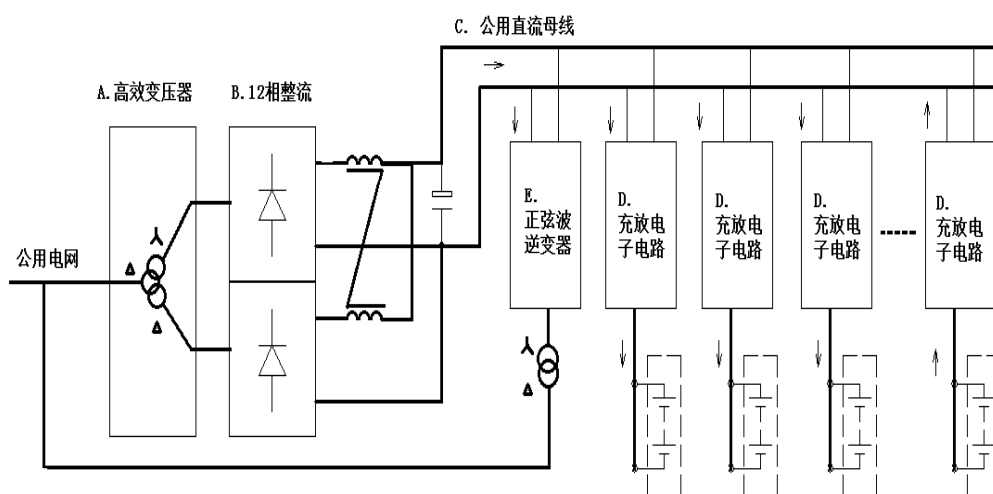 C. 公用直流母线
A.高效变压器
B.12相整流
公用电网
E.
正弦波
逆变器
D.
充放电
子电路
D.
充放电
子电路
D.
充放电
子电路
D.
充放电
子电路
Δ
Δ
Δ